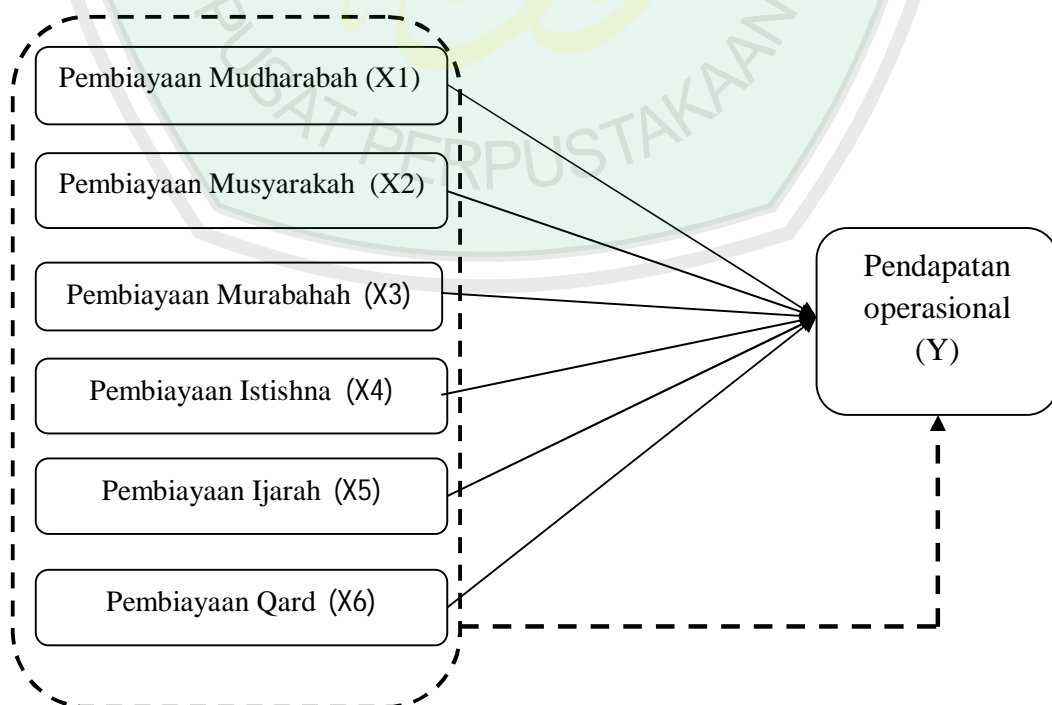 PUSAT PERPUSTAKAAN
Pembiayaan Mudharabah (X1)
Pembiayaan Musyarakah (X2)
Pembiayaan Murabahah (X3)
Pembiayaan Istishna (X4)
Pembiayaan Ijarah (X5)
Pembiayaan Qard (X6)
Pendapatan
operasional
(Y)